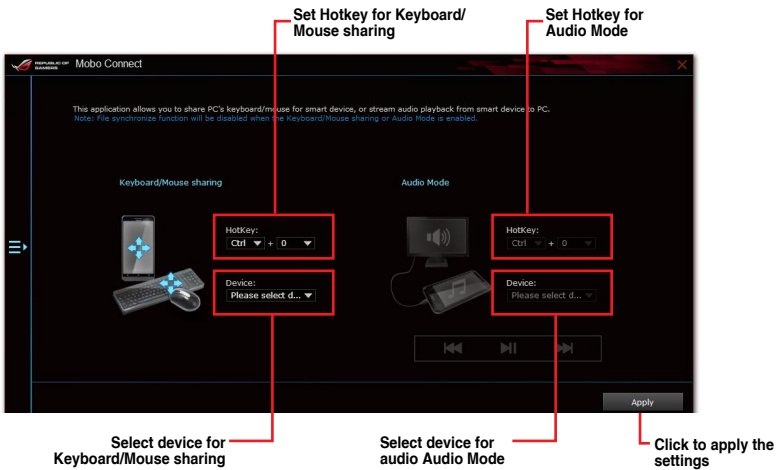 Set Hotkey for Keyboard/
Mouse sharing
Set Hotkey for
Audio Mode
REPUBLIC OF
GAMERS
Mobo Connect
This application allows you to share PC's keyboard/mouse for smart device, or stream audio playback from smart device to PC.
Note: File synchronize function will be disabled when the Keyboard/Mouse sharing or Audio Mode is enabled.
Keyboard/Mouse sharing
Audio Mode
HotKey:
Ctrl + 0
HotKey:
Ctrl + 0
Device:
Please select d...
Device:
Please select d...
Apply
Select device for
Keyboard/Mouse sharing
Select device for
audio Audio Mode
Click to apply the
settings